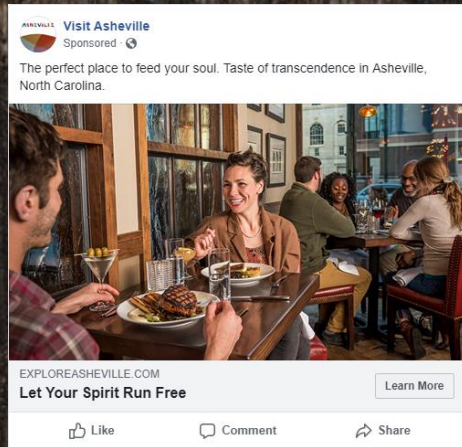 ASHEVILLE
Visit Asheville
Sponsored ·
The perfect place to feed your soul. Taste of transcendence in Asheville,
North Carolina.
EXPLOREASHEVILLE.COM
Let Your Spirit Run Free
Learn More
Like
Comment
Share